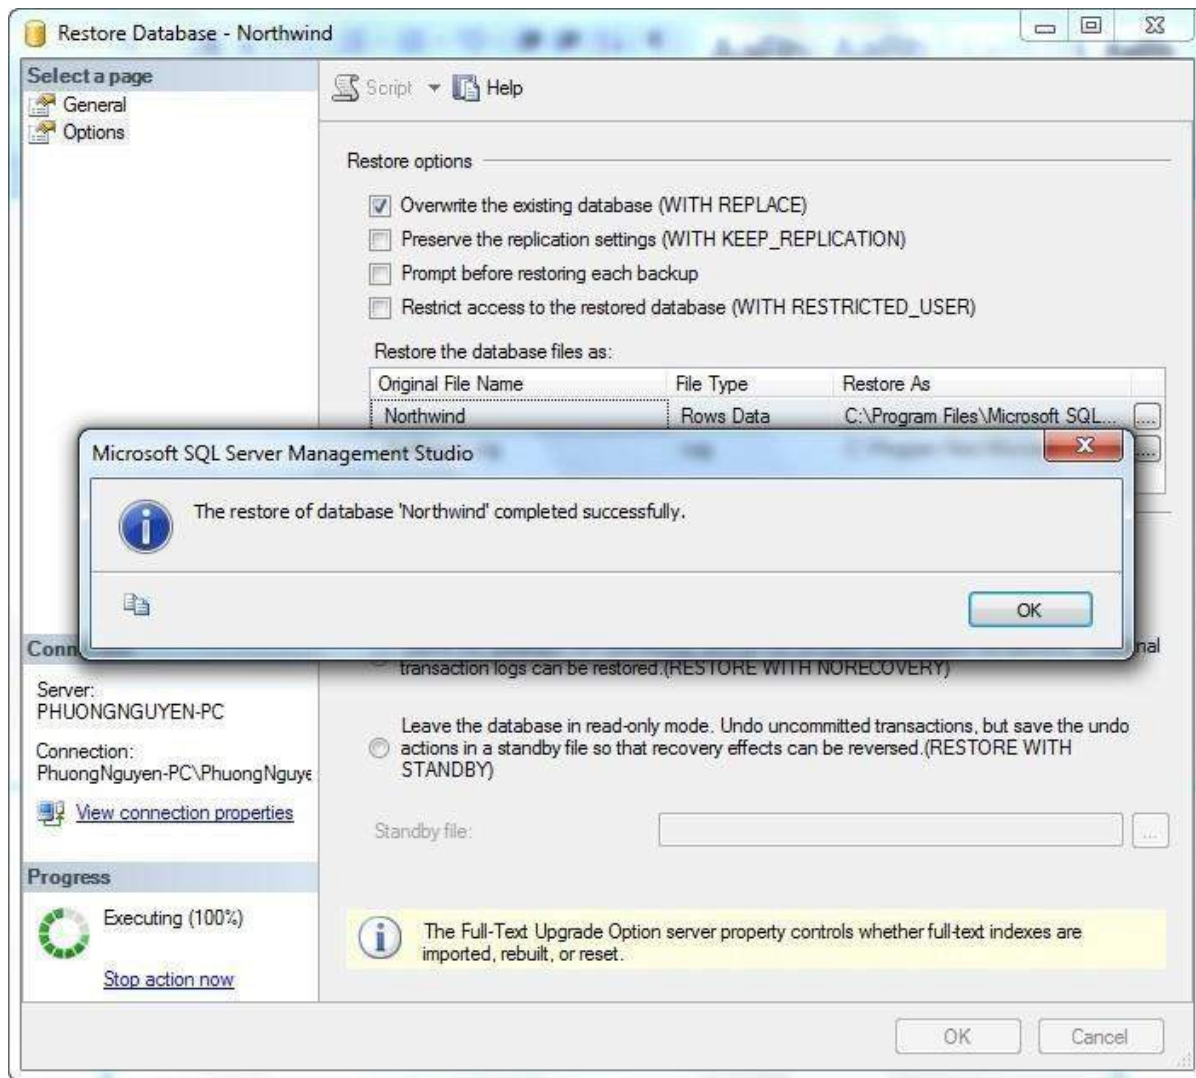 Restore Database - Northwind
Select a page
General
Options
Script
Help
Restore options
Overwrite the existing database (WITH REPLACE)
Preserve the replication settings (WITH KEEP_REPLICATION)
Prompt before restoring each backup
Restrict access to the restored database (WITH RESTRICTED_USER)
Restore the database files as:
Original File Name File Type Restore As
Northwind Rows Data C:\Program Files\Microsoft SQL... ...
...
Microsoft SQL Server Management Studio
The restore of database 'Northwind' completed successfully.
OK
transaction logs can be restored.(RESTORE WITH NORECOVERY)
Leave the database in read-only mode. Undo uncommitted transactions, but save the undo
actions in a standby file so that recovery effects can be reversed.(RESTORE WITH
STANDBY)
Standby file:
...
Server:
PHUONGNGUYEN-PC
Connection:
PhuongNguyen-PC\PhuongNguye
View connection properties
Progress
Executing (100%)
Stop action now
The Full-Text Upgrade Option server property controls whether full-text indexes are
imported, rebuilt, or reset.
OK
Cancel